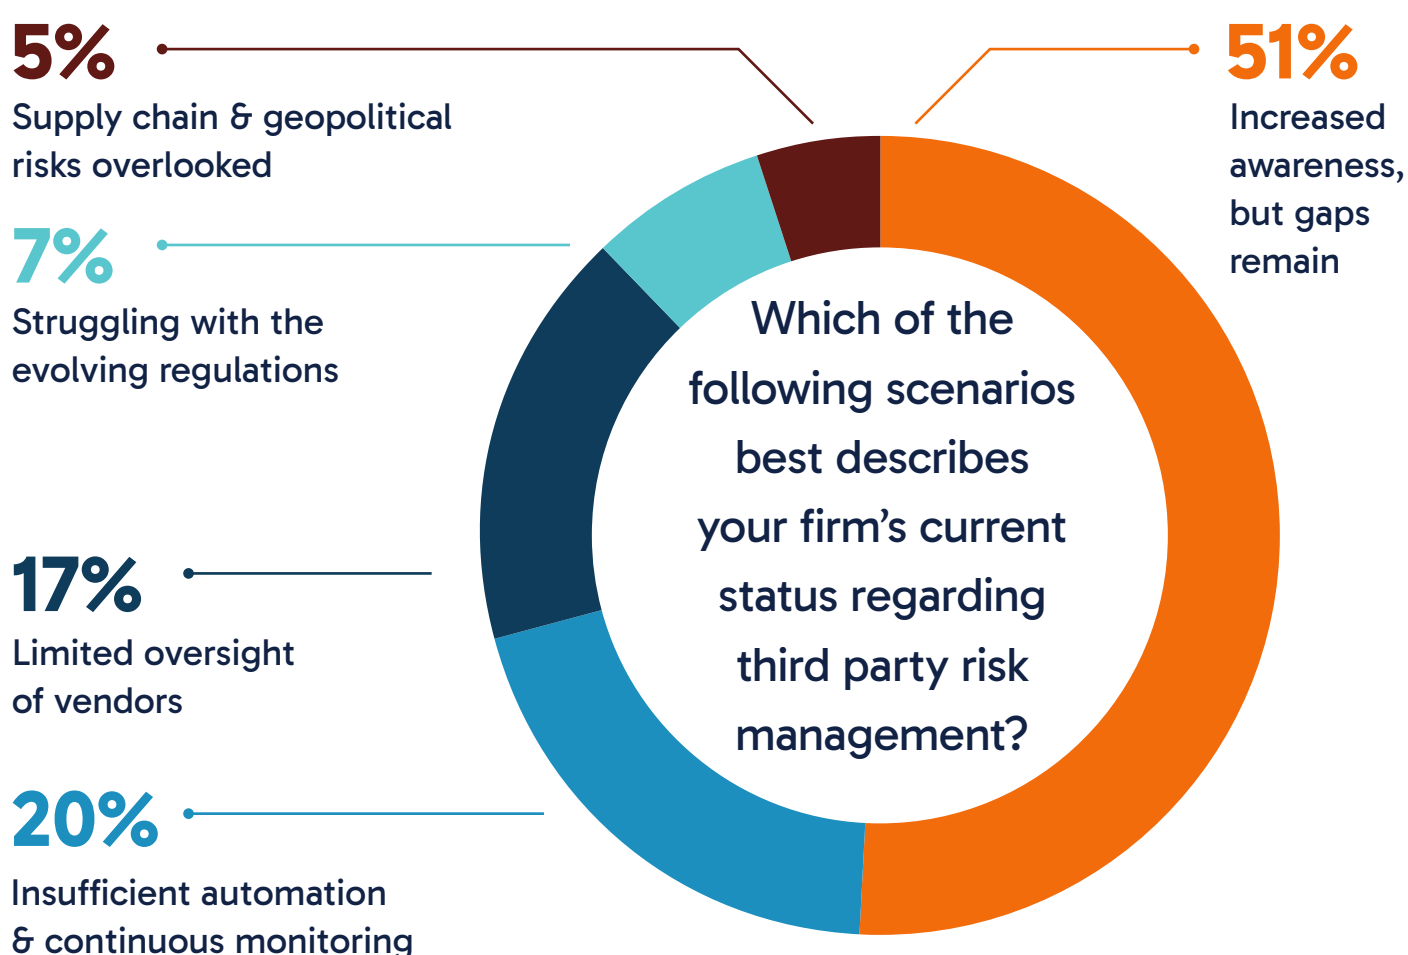 5%
Supply chain & geopolitical
risks overlooked
7%
Struggling with the
evolving regulations
17%
Limited oversight
of vendors
20%
Insufficient automation
& continuous monitoring
51%
Increased
awareness,
but gaps
remain
Which of the
following scenarios
best describes
your firm’s current
status regarding
third party risk
management?